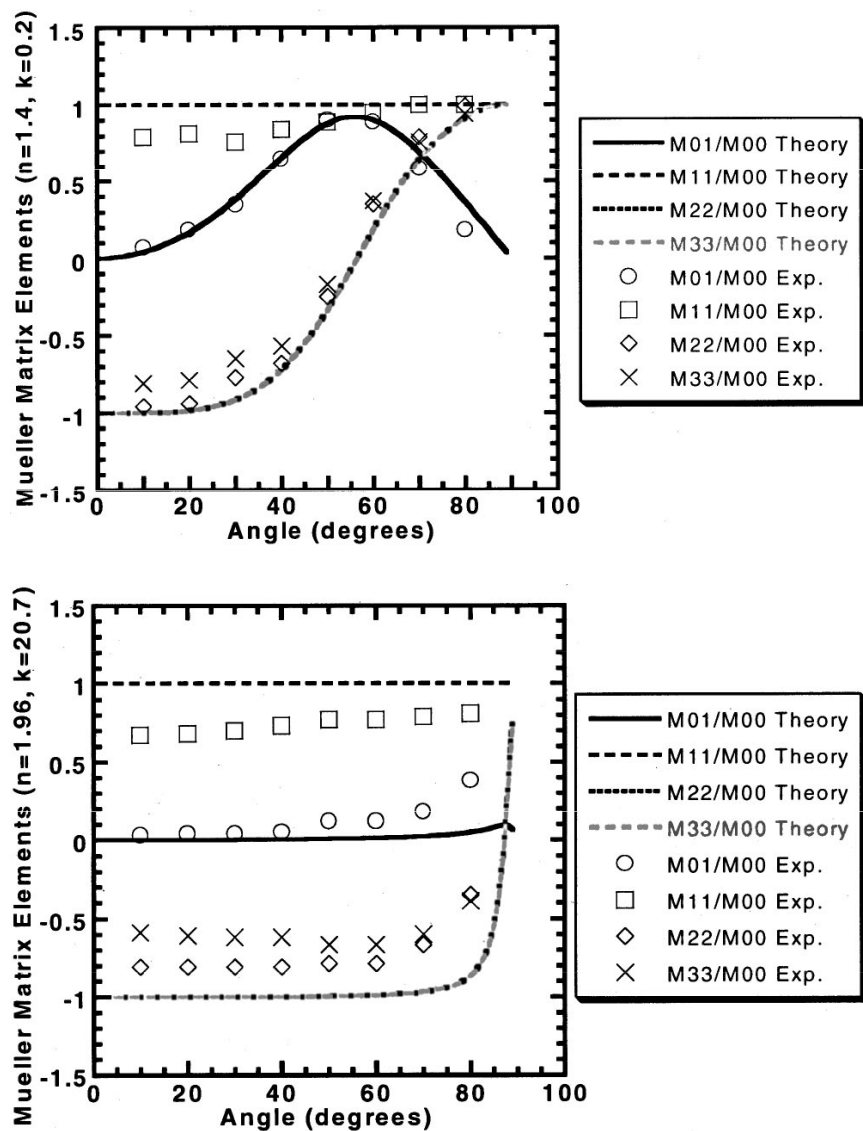 Mueller Matrix Elements (n=1.4, k=0.2)
1.5
1
0.5
0
-0.5
-1
-1.5
0 20 40 60 80 100
Angle (degrees)
M01/M00 Theory
M11/M00 Theory
M22/M00 Theory
M33/M00 Theory
M01/M00 Exp.
M11/M00 Exp.
M22/M00 Exp.
M33/M00 Exp.
Mueller Matrix Elements (n=1.96, k=20.7)
1.5
1
0.5
0
-0.5
-1
-1.5
0 20 40 60 80 100
Angle (degrees)
M01/M00 Theory
M11/M00 Theory
M22/M00 Theory
M33/M00 Theory
M01/M00 Exp.
M11/M00 Exp.
M22/M00 Exp.
M33/M00 Exp.